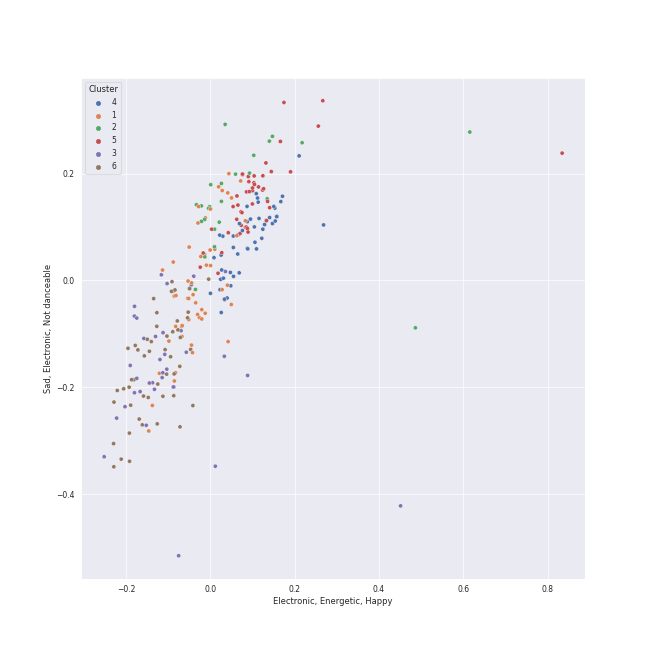 Cluster
4
1
2
5
3
6
0.2
0.0
−0.2
−0.4
Sad, Electronic, Not danceable
−0.2 0.0 0.2 0.4 0.6 0.8
Electronic, Energetic, Happy